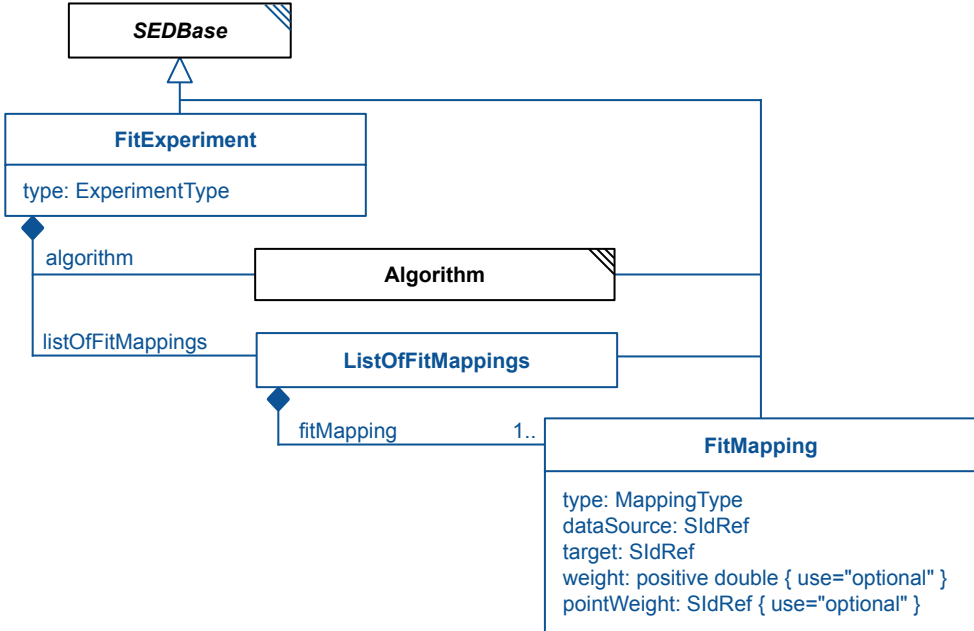 SEDBase
FitExperiment
type: ExperimentType
algorithm
Algorithm
listOfFitMappings
ListOfFitMappings
fitMapping
1..
FitMapping
type: MappingType
dataSource: SIdRef
target: SIdRef
weight: positive double { use="optional" }
pointWeight: SIdRef { use="optional" }